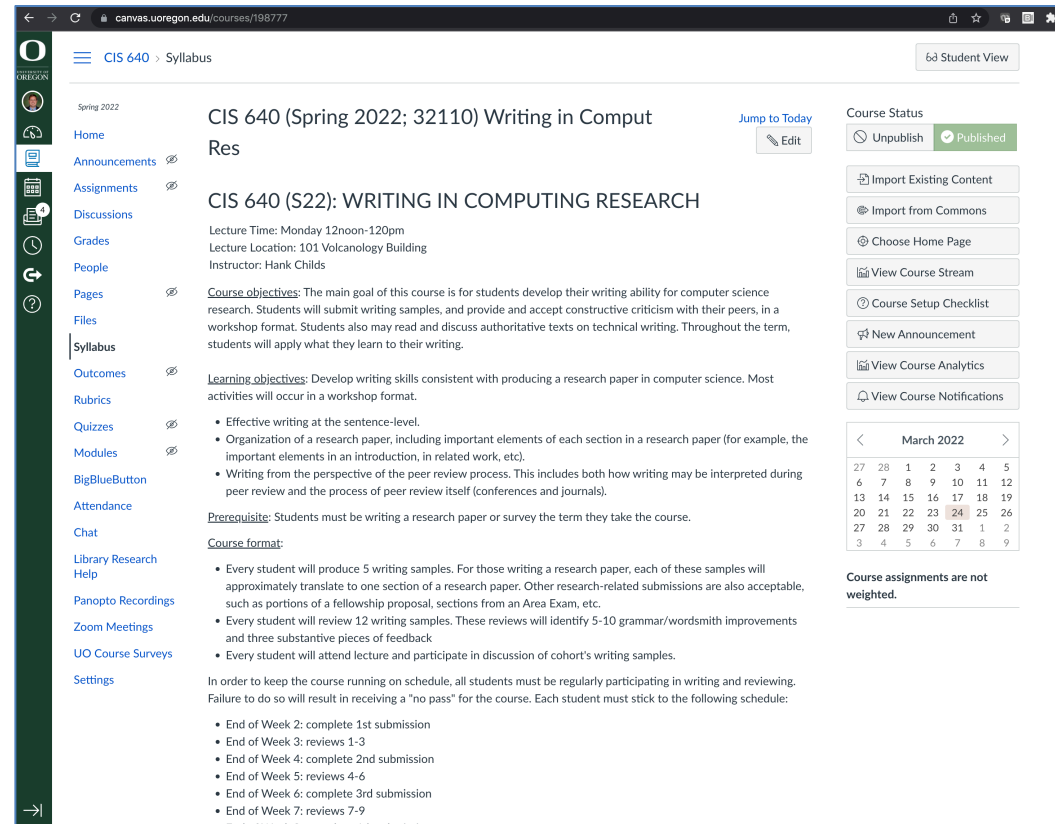 canvas.uoregon.edu/courses/198777
O
UNIVERSITY OF
OREGON
4
CIS 640 › Syllabus
Student View
Spring 2022
Home
Announcements
Assignments
Discussions
Grades
People
Pages
Files
Syllabus
Outcomes
Rubrics
Quizzes
Modules
BigBlueButton
Attendance
Chat
Library Research
Help
Panopto Recordings
Zoom Meetings
UO Course Surveys
Settings
CIS 640 (Spring 2022; 32110) Writing in Comput
Res
Jump to Today
Edit
CIS 640 (S22): WRITING IN COMPUTING RESEARCH
Lecture Time: Monday 12noon-120pm
Lecture Location: 101 Volcanology Building
Instructor: Hank Childs
Course objectives: The main goal of this course is for students develop their writing ability for computer science
research. Students will submit writing samples, and provide and accept constructive criticism with their peers, in a
workshop format. Students also may read and discuss authoritative texts on technical writing. Throughout the term,
students will apply what they learn to their writing.
Learning objectives: Develop writing skills consistent with producing a research paper in computer science. Most
activities will occur in a workshop format.
• Effective writing at the sentence-level.
• Organization of a research paper, including important elements of each section in a research paper (for example, the
important elements in an introduction, in related work, etc).
• Writing from the perspective of the peer review process. This includes both how writing may be interpreted during
peer review and the process of peer review itself (conferences and journals).
Prerequisite: Students must be writing a research paper or survey the term they take the course.
Course format:
• Every student will produce 5 writing samples. For those writing a research paper, each of these samples will
approximately translate to one section of a research paper. Other research-related submissions are also acceptable,
such as portions of a fellowship proposal, sections from an Area Exam, etc.
• Every student will review 12 writing samples. These reviews will identify 5-10 grammar/wordsmith improvements
and three substantive pieces of feedback
• Every student will attend lecture and participate in discussion of cohort's writing samples.
In order to keep the course running on schedule, all students must be regularly participating in writing and reviewing.
Failure to do so will result in receiving a "no pass" for the course. Each student must stick to the following schedule:
• End of Week 2: complete 1st submission
• End of Week 3: reviews 1-3
• End of Week 4: complete 2nd submission
• End of Week 5: reviews 4-6
• End of Week 6: complete 3rd submission
• End of Week 7: reviews 7-9
Course Status
Unpublish Published
Import Existing Content
Import from Commons
Choose Home Page
View Course Stream
Course Setup Checklist
New Announcement
View Course Analytics
View Course Notifications
March 2022
27 28 1 2 3 4 5
6 7 8 9 10 11 12
13 14 15 16 17 18 19
20 21 22 23 24 25 26
27 28 29 30 31 1 2
3 4 5 6 7 8 9
Course assignments are not
weighted.